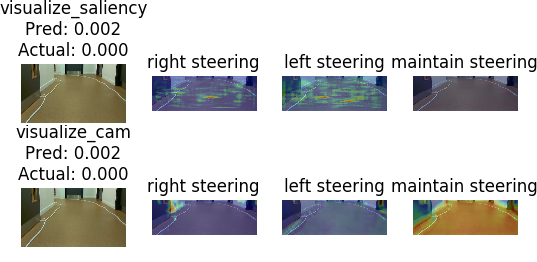 visualize_saliency
Pred: 0.002
Actual: 0.000
right steering
left steering
maintain steering
visualize_cam
Pred: 0.002
Actual: 0.000
right steering
left steering
maintain steering